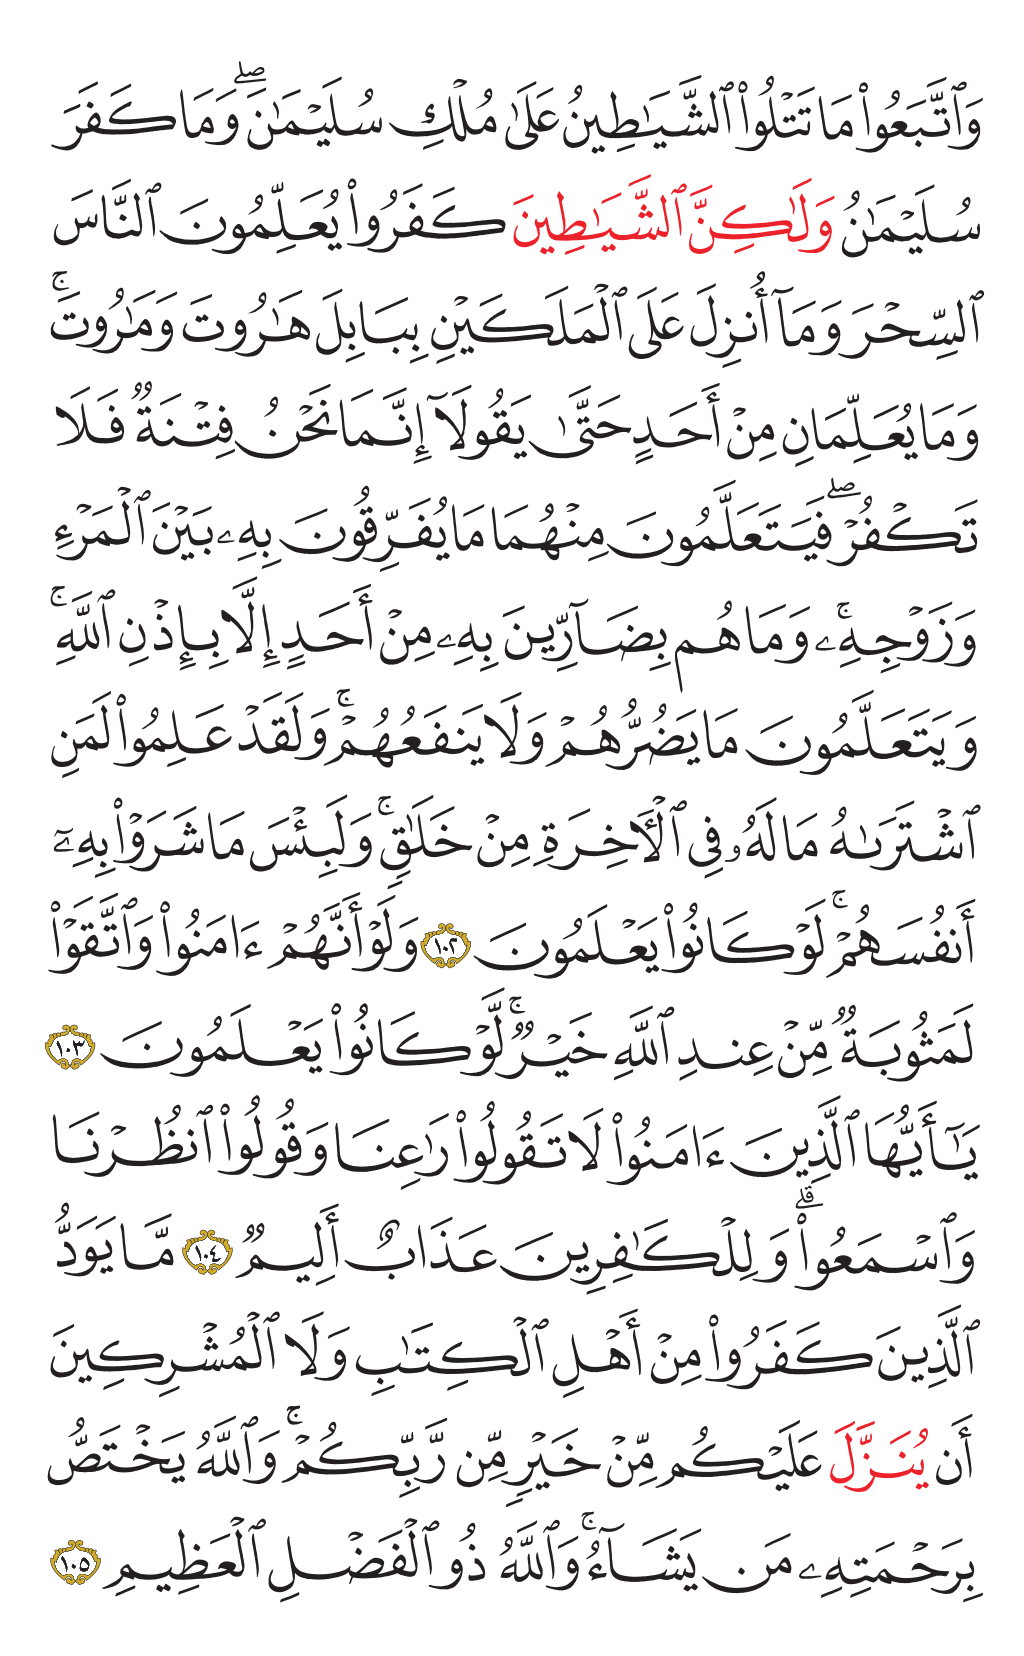 وَٱتَّبَعُوا۟ مَا تَتْلُوا۟ ٱلشَّيَـٰطِينُ عَلَىٰ مُلْكِ سُلَيْمَـٰنَ ۖ وَمَا كَفَرَ
سُلَيْمَـٰنُ وَلَـٰكِنَّ ٱلشَّيَـٰطِينَ كَفَرُوا۟ يُعَلِّمُونَ ٱلنَّاسَ
ٱلسِّحْرَ وَمَآ أُنزِلَ عَلَى ٱلْمَلَكَيْنِ بِبَابِلَ هَـٰرُوتَ وَمَـٰرُوتَ ۚ
وَمَا يُعَلِّمَانِ مِنْ أَحَدٍ حَتَّىٰ يَقُولَآ إِنَّمَا نَحْنُ فِتْنَةٌ فَلَا
تَكْفُرْ ۖ فَيَتَعَلَّمُونَ مِنْهُمَا مَا يُفَرِّقُونَ بِهِۦ بَيْنَ ٱلْمَرْءِ
وَزَوْجِهِۦ ۚ وَمَا هُم بِضَآرِّينَ بِهِۦ مِنْ أَحَدٍ إِلَّا بِإِذْنِ ٱللَّهِ ۚ
وَيَتَعَلَّمُونَ مَا يَضُرُّهُمْ وَلَا يَنفَعُهُمْ ۚ وَلَقَدْ عَلِمُوا۟ لَمَنِ
ٱشْتَرَىٰهُ مَا لَهُۥ فِى ٱلْـَٔاخِرَةِ مِنْ خَلَـٰقٍ ۚ وَلَبِئْسَ مَا شَرَوْا۟ بِهِۦٓ
أَنفُسَهُمْ ۚ لَوْ كَانُوا۟ يَعْلَمُونَ ١٠٢ وَلَوْ أَنَّهُمْ ءَامَنُوا۟ وَٱتَّقَوْا۟
لَمَثُوبَةٌ مِّنْ عِندِ ٱللَّهِ خَيْرٌ ۚ لَّوْ كَانُوا۟ يَعْلَمُونَ ١٠٣
يَـٰٓأَيُّهَا ٱلَّذِينَ ءَامَنُوا۟ لَا تَقُولُوا۟ رَٰعِنَا وَقُولُوا۟ ٱنظُرْنَا
وَٱسْمَعُوا۟ ۗ وَلِلْكَـٰفِرِينَ عَذَابٌ أَلِيمٌ ١٠٤ مَّا يَوَدُّ
ٱلَّذِينَ كَفَرُوا۟ مِنْ أَهْلِ ٱلْكِتَـٰبِ وَلَا ٱلْمُشْرِكِينَ
أَن يُنَزَّلَ عَلَيْكُم مِّنْ خَيْرٍ مِّن رَّبِّكُمْ ۚ وَٱللَّهُ يَخْتَصُّ
بِرَحْمَتِهِۦ مَن يَشَآءُ ۚ وَٱللَّهُ ذُو ٱلْفَضْلِ ٱلْعَظِيمِ ١٠٥